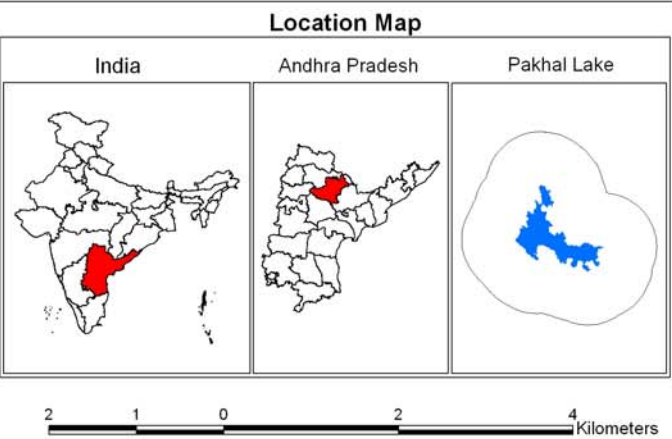 Location Map
India
Andhra Pradesh
Pakhal Lake
2 1 0 2 4 Kilometers